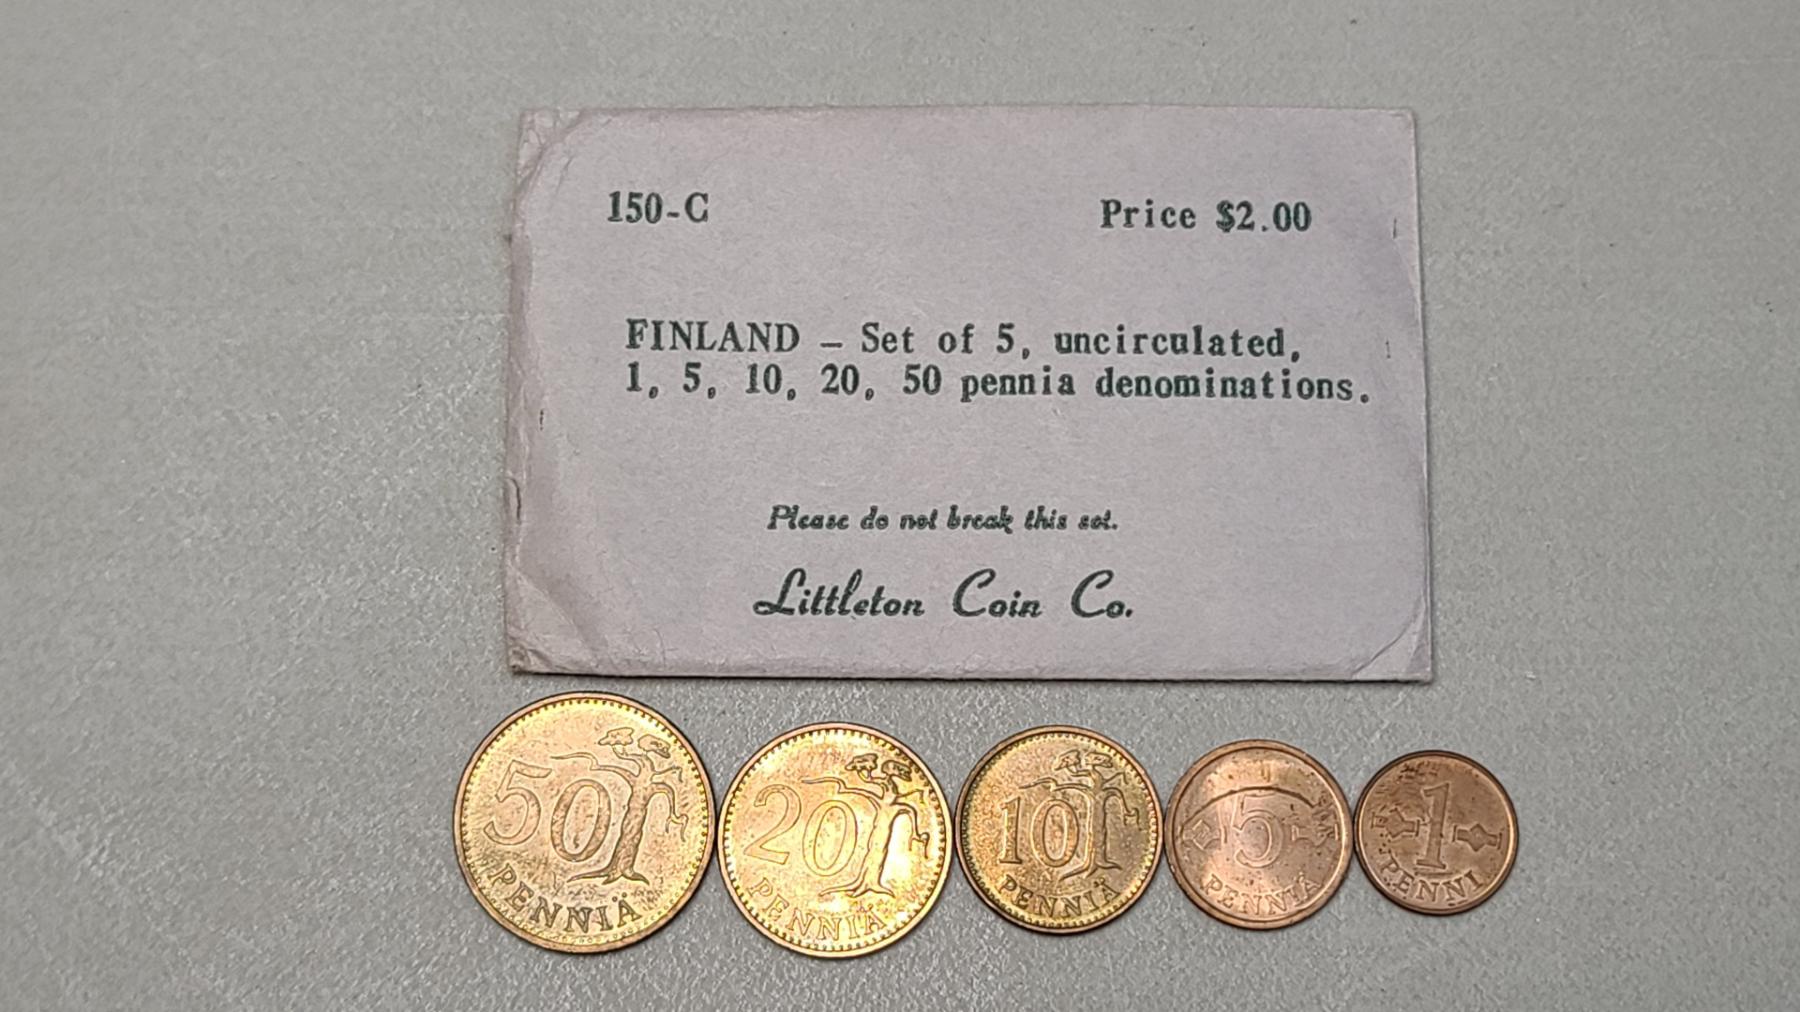 150-C Price $2.00
FINLAND – Set of 5, uncirculated,
1, 5, 10, 20, 50 pennia denominations.
Please do not break this set.
Littleton Coin Co.
50 PENNIÄ
20 PENNIÄ
10 PENNIÄ
5 PENNIÄ
1 PENNI